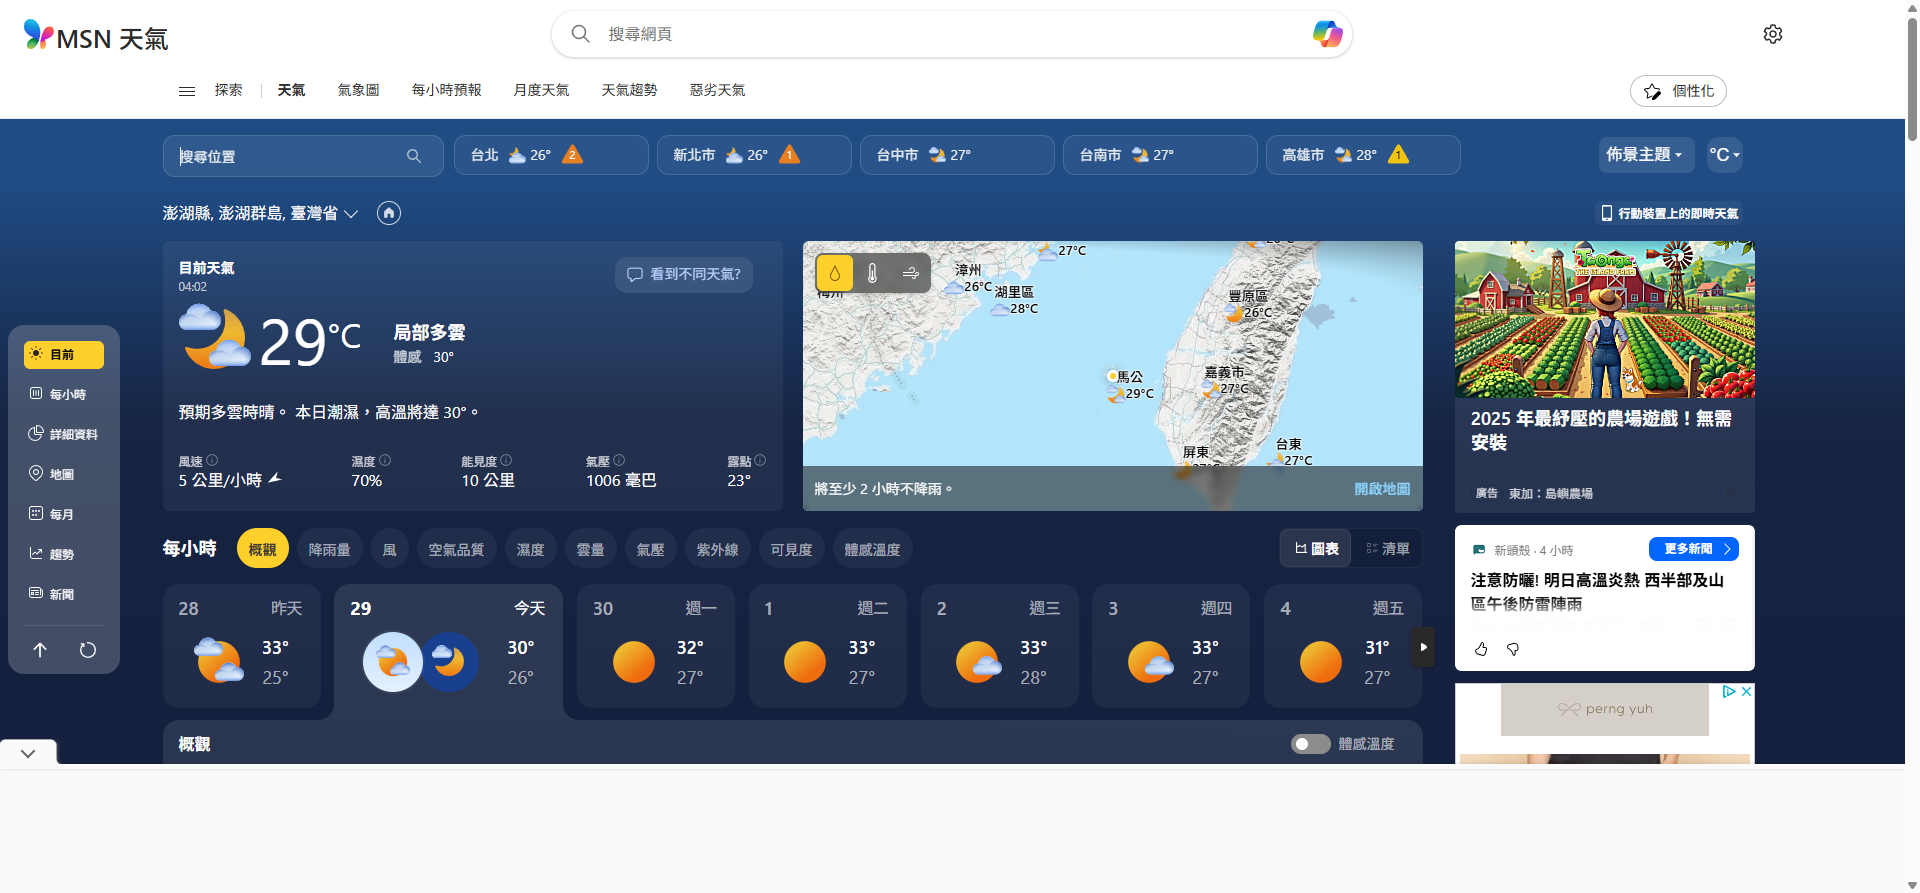 MSN 天氣
搜尋網頁
探索
天氣
氣象圖
每小時預報
月度天氣
天氣趨勢
惡劣天氣
個性化
搜尋位置
台北 26° 2
新北市 26° 1
台中市 27°
台南市 27°
高雄市 28° 1
佈景主題
°C
澎湖縣, 澎湖群島, 臺灣省
行動裝置上的即時天氣
目前天氣
04:02
看到不同天氣?
29°C
局部多雲
體感 30°
預期多雲時晴。 本日潮濕，高溫將達 30°。
風速
5 公里/小時
濕度
70%
能見度
10 公里
氣壓
1006 毫巴
露點
23°
27°C
漳州
26°C
湖里區
28°C
豐原區
26°C
馬公
29°C
嘉義市
27°C
屏東
台東
27°C
將至少 2 小時不降雨。
開啟地圖
Taonga
THE ISLAND FARM
2025 年最紓壓的農場遊戲！無需
安裝
廣告 東加：島嶼農場
目前
每小時
詳細資料
地圖
每月
趨勢
新聞
每小時
概觀
降雨量
風
空氣品質
濕度
雲量
氣壓
紫外線
可見度
體感溫度
圖表
清單
28 昨天
33°
25°
29 今天
30°
26°
30 週一
32°
27°
1 週二
33°
27°
2 週三
33°
28°
3 週四
33°
27°
4 週五
31°
27°
概觀
體感溫度
新頭殼 · 4 小時
更多新聞
注意防曬! 明日高溫炎熱 西半部及山
區午後防雷陣雨
perng yuh